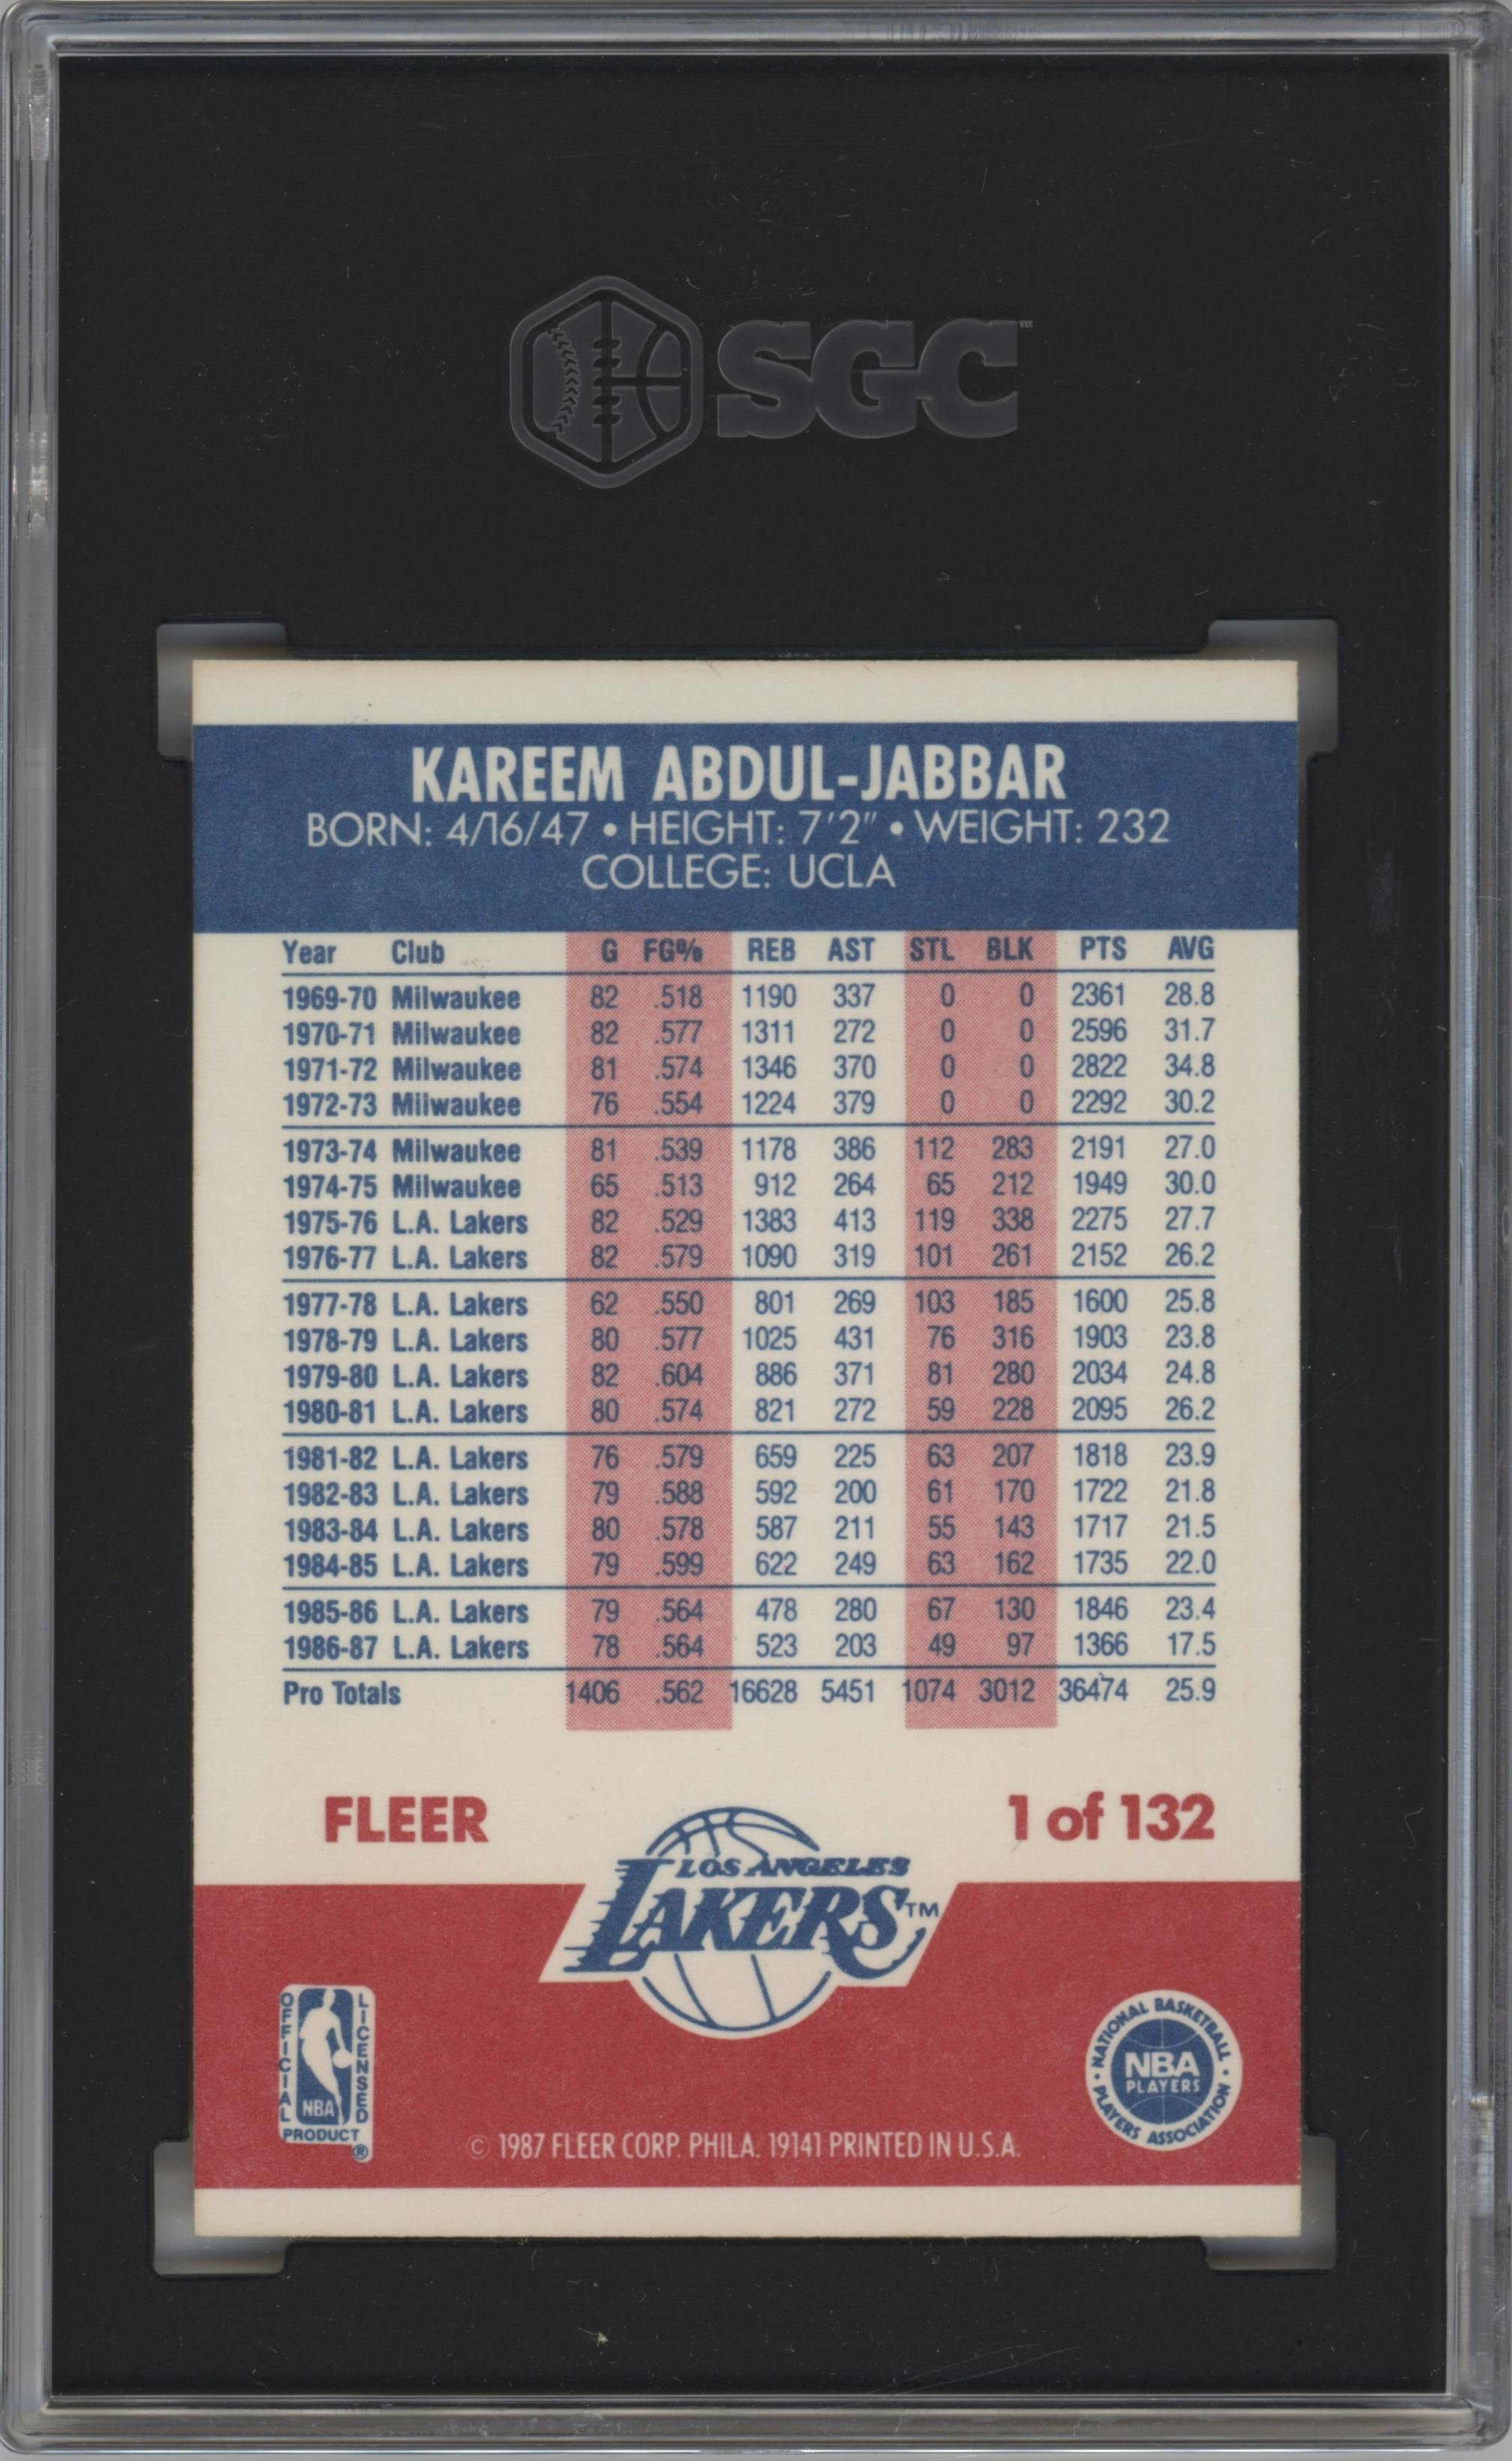 SGC™
KAREEM ABDUL-JABBAR
BORN: 4/16/47 • HEIGHT: 7'2" • WEIGHT: 232
COLLEGE: UCLA
Year Club G FG% REB AST STL BLK PTS AVG
1969-70 Milwaukee 82 .518 1190 337 0 0 2361 28.8
1970-71 Milwaukee 82 .577 1311 272 0 0 2596 31.7
1971-72 Milwaukee 81 .574 1346 370 0 0 2822 34.8
1972-73 Milwaukee 76 .554 1224 379 0 0 2292 30.2
1973-74 Milwaukee 81 .539 1178 386 112 283 2191 27.0
1974-75 Milwaukee 65 .513 912 264 65 212 1949 30.0
1975-76 L.A. Lakers 82 .529 1383 413 119 338 2275 27.7
1976-77 L.A. Lakers 82 .579 1090 319 101 261 2152 26.2
1977-78 L.A. Lakers 62 .550 801 269 103 185 1600 25.8
1978-79 L.A. Lakers 80 .577 1025 431 76 316 1903 23.8
1979-80 L.A. Lakers 82 .604 886 371 81 280 2034 24.8
1980-81 L.A. Lakers 80 .574 821 272 59 228 2095 26.2
1981-82 L.A. Lakers 76 .579 659 225 63 207 1818 23.9
1982-83 L.A. Lakers 79 .588 592 200 61 170 1722 21.8
1983-84 L.A. Lakers 80 .578 587 211 55 143 1717 21.5
1984-85 L.A. Lakers 79 .599 622 249 63 162 1735 22.0
1985-86 L.A. Lakers 79 .564 478 280 67 130 1846 23.4
1986-87 L.A. Lakers 78 .564 523 203 49 97 1366 17.5
Pro Totals 1406 .562 16628 5451 1074 3012 36474 25.9
FLEER
1 of 132
LOS ANGELES
LAKERS™
OFFICIAL LICENSED
NBA
PRODUCT ®
• NATIONAL BASKETBALL •
NBA
PLAYERS
PLAYERS ASSOCIATION
© 1987 FLEER CORP. PHILA. 19141 PRINTED IN U.S.A.